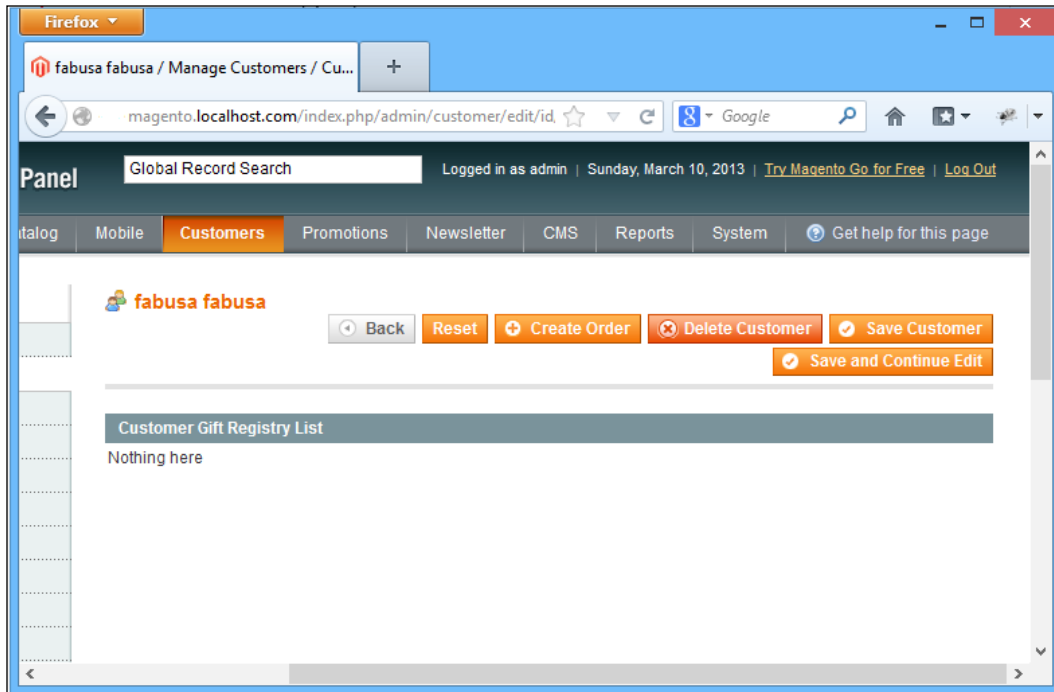 Firefox
fabusa fabusa / Manage Customers / Cu...
magento.localhost.com/index.php/admin/customer/edit/id,
Google
Panel
Global Record Search
Logged in as admin | Sunday, March 10, 2013 | Try Magento Go for Free | Log Out
talog Mobile Customers Promotions Newsletter CMS Reports System Get help for this page
fabusa fabusa
Back Reset Create Order Delete Customer Save Customer
Save and Continue Edit
Customer Gift Registry List
Nothing here